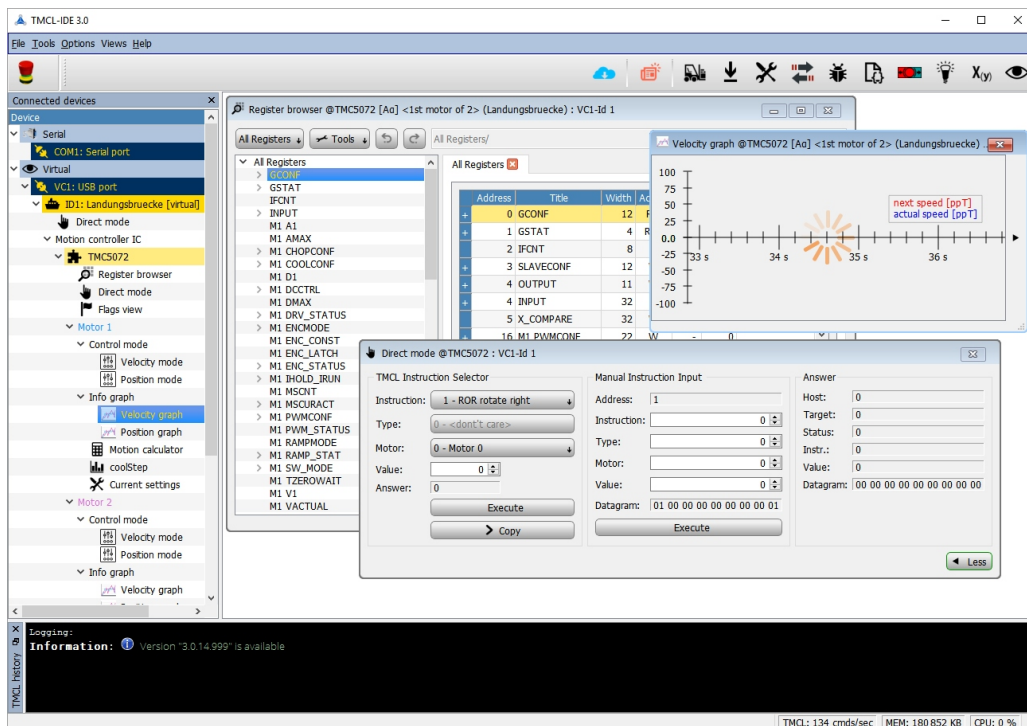 TMCL-IDE 3.0
File Tools Options Views Help
X(y)
Connected devices
Device
Serial
COM1: Serial port
Virtual
VC1: USB port
ID1: Landungsbruecke [virtual]
Direct mode
Motion controller IC
TMC5072
Register browser
Direct mode
Flags view
Motor 1
Control mode
Velocity mode
Position mode
Info graph
Velocity graph
Position graph
Motion calculator
coolStep
Current settings
Motor 2
Control mode
Velocity mode
Position mode
Info graph
Velocity graph
Register browser @TMC5072 [Aq] <1st motor of 2> (Landungsbruecke) : VC1-Id 1
All Registers Tools All Registers/
All Registers
GCONF
GSTAT
IFCNT
INPUT
M1 A1
M1 AMAX
M1 CHOPCONF
M1 COOLCONF
M1 D1
M1 DCCTRL
M1 DMAX
M1 DRV_STATUS
M1 ENCMODE
M1 ENC_CONST
M1 ENC_LATCH
M1 ENC_STATUS
M1 IHOLD_IRUN
M1 MSCNT
M1 MSCURACT
M1 PWMCONF
M1 PWM_STATUS
M1 RAMPMODE
M1 RAMP_STAT
M1 SW_MODE
M1 TZEROWAIT
M1 V1
M1 VACTUAL
All Registers
Address Title Width
0 GCONF 12
1 GSTAT 4
2 IFCNT 8
3 SLAVECONF 12
4 OUTPUT 11
4 INPUT 32
5 X_COMPARE 32
16 M1 PWMCONF 22 W - 0
Velocity graph @TMC5072 [Aq] <1st motor of 2> (Landungsbruecke)
100
75
50
25
0.0
-25
-50
-75
-100
33 s 34 s 35 s 36 s
next speed [ppT]
actual speed [ppT]
Direct mode @TMC5072 : VC1-Id 1
TMCL Instruction Selector
Instruction: 1 - ROR rotate right
Type: 0 - <dont't care>
Motor: 0 - Motor 0
Value: 0
Answer: 0
Execute
Copy
Manual Instruction Input
Address: 1
Instruction: 0
Type: 0
Motor: 0
Value: 0
Datagram: 01 00 00 00 00 00 00 00 01
Execute
Answer
Host: 0
Target: 0
Status: 0
Instr.: 0
Value: 0
Datagram: 00 00 00 00 00 00 00 00 00
Less
TMCL history
Logging:
Information: Version "3.0.14.999" is available
TMCL: 134 cmds/sec MEM: 180 852 KB CPU: 0 %